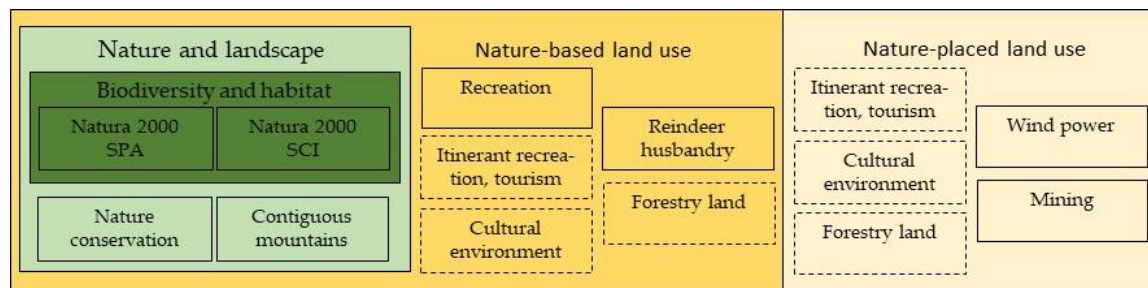 Nature and landscape
Biodiversity and habitat
Natura 2000
SPA
Natura 2000
SCI
Nature
conservation
Contiguous
mountains
Nature-based land use
Recreation
Itinerant recrea-
tion, tourism
Cultural
environment
Reindeer
husbandry
Forestry land
Nature-placed land use
Itinerant recrea-
tion, tourism
Cultural
environment
Forestry land
Wind power
Mining